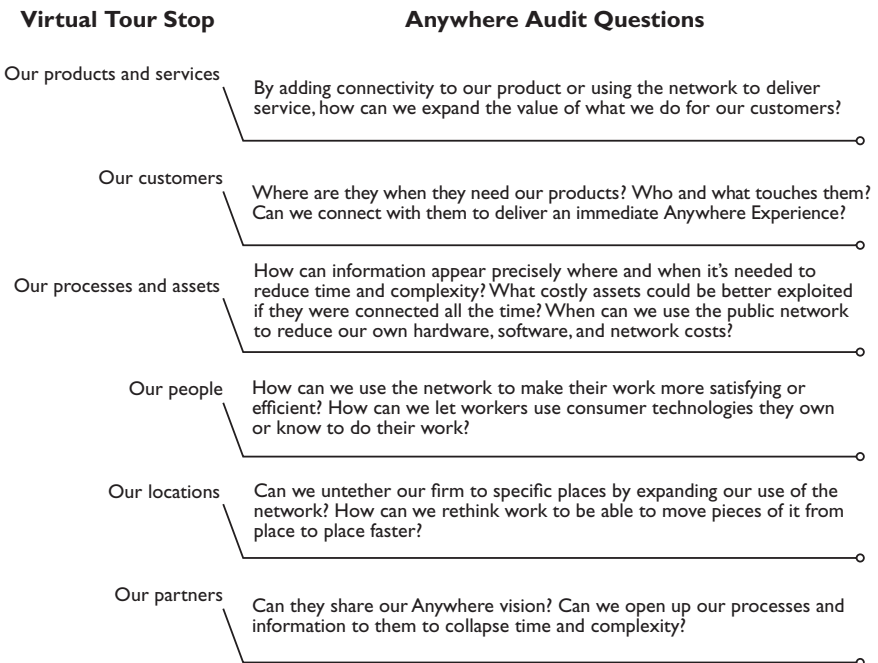 Virtual Tour Stop
Anywhere Audit Questions
Our products and services
By adding connectivity to our product or using the network to deliver
service, how can we expand the value of what we do for our customers?
Our customers
Where are they when they need our products? Who and what touches them?
Can we connect with them to deliver an immediate Anywhere Experience?
Our processes and assets
How can information appear precisely where and when it's needed to
reduce time and complexity? What costly assets could be better exploited
if they were connected all the time? When can we use the public network
to reduce our own hardware, software, and network costs?
Our people
How can we use the network to make their work more satisfying or
efficient? How can we let workers use consumer technologies they own
or know to do their work?
Our locations
Can we untether our firm to specific places by expanding our use of the
network? How can we rethink work to be able to move pieces of it from
place to place faster?
Our partners
Can they share our Anywhere vision? Can we open up our processes and
information to them to collapse time and complexity?